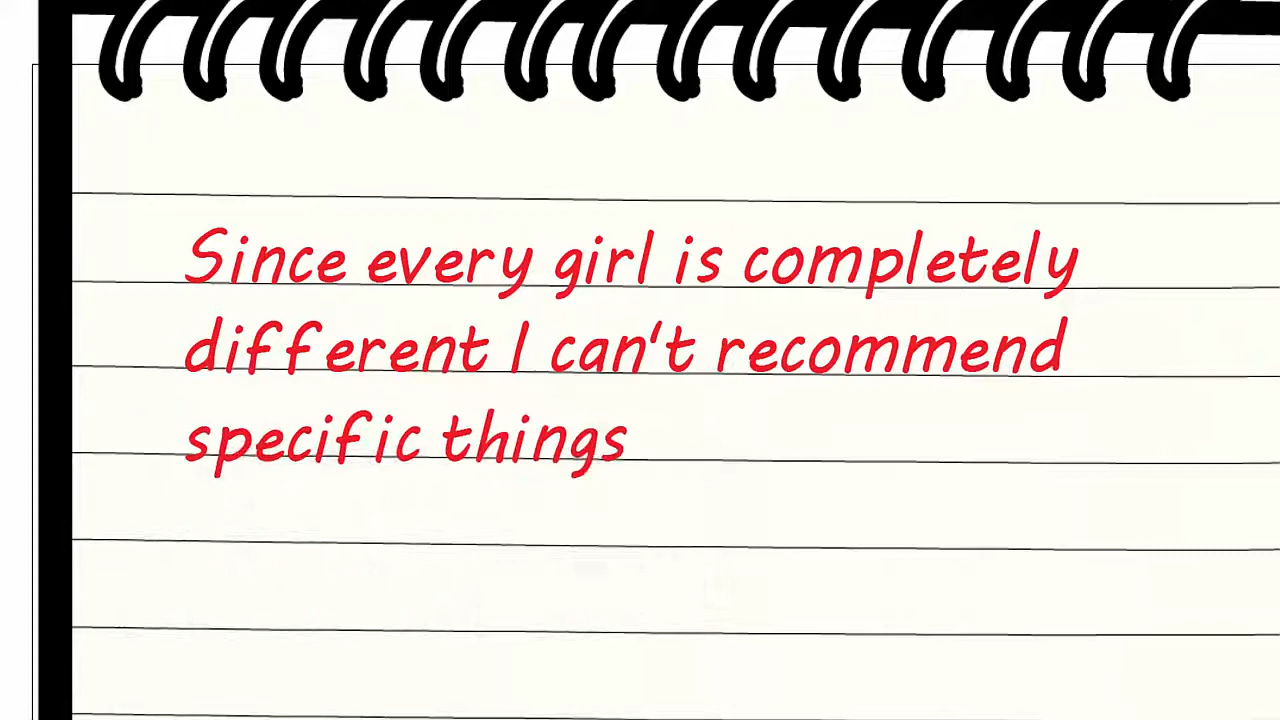 Since every girl is completely
different I can't recommend
specific things